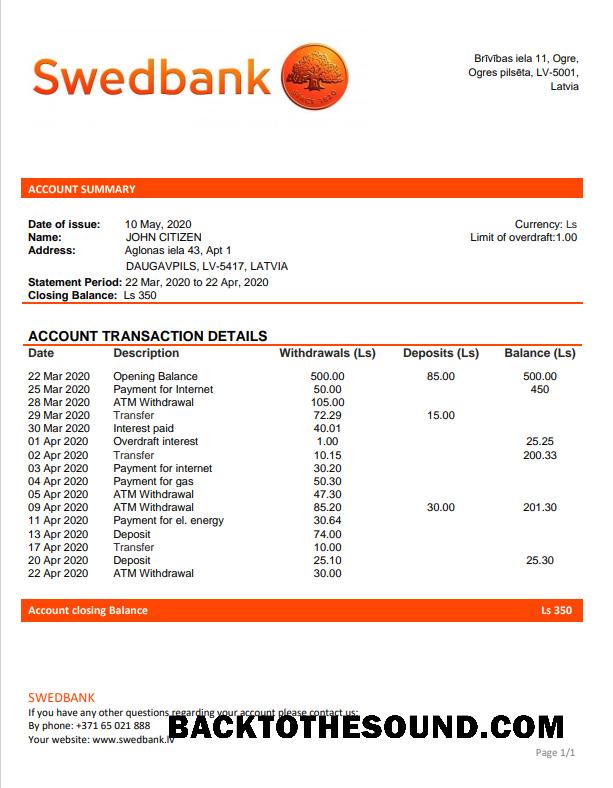 Swedbank
SINCE 1820
Brīvības iela 11, Ogre,
Ogres pilsēta, LV-5001,
Latvia
ACCOUNT SUMMARY
Date of issue: 10 May, 2020
Currency: Ls
Name: JOHN CITIZEN
Limit of overdraft:1.00
Address: Aglonas iela 43, Apt 1
DAUGAVPILS, LV-5417, LATVIA
Statement Period: 22 Mar, 2020 to 22 Apr, 2020
Closing Balance: Ls 350
ACCOUNT TRANSACTION DETAILS
Date Description Withdrawals (Ls) Deposits (Ls) Balance (Ls)
22 Mar 2020 Opening Balance 500.00 85.00 500.00
25 Mar 2020 Payment for Internet 50.00 450
28 Mar 2020 ATM Withdrawal 105.00
29 Mar 2020 Transfer 72.29 15.00
30 Mar 2020 Interest paid 40.01
01 Apr 2020 Overdraft interest 1.00 25.25
02 Apr 2020 Transfer 10.15 200.33
03 Apr 2020 Payment for internet 30.20
04 Apr 2020 Payment for gas 50.30
05 Apr 2020 ATM Withdrawal 47.30
09 Apr 2020 ATM Withdrawal 85.20 30.00 201.30
11 Apr 2020 Payment for el. energy 30.64
13 Apr 2020 Deposit 74.00
17 Apr 2020 Transfer 10.00
20 Apr 2020 Deposit 25.10 25.30
22 Apr 2020 ATM Withdrawal 30.00
Account closing Balance Ls 350
SWEDBANK
If you have any other questions regarding your account please contact us:
By phone: +371 65 021 888
Your website: www.swedbank.lv
BACKTOTHESOUND.COM
Page 1/1